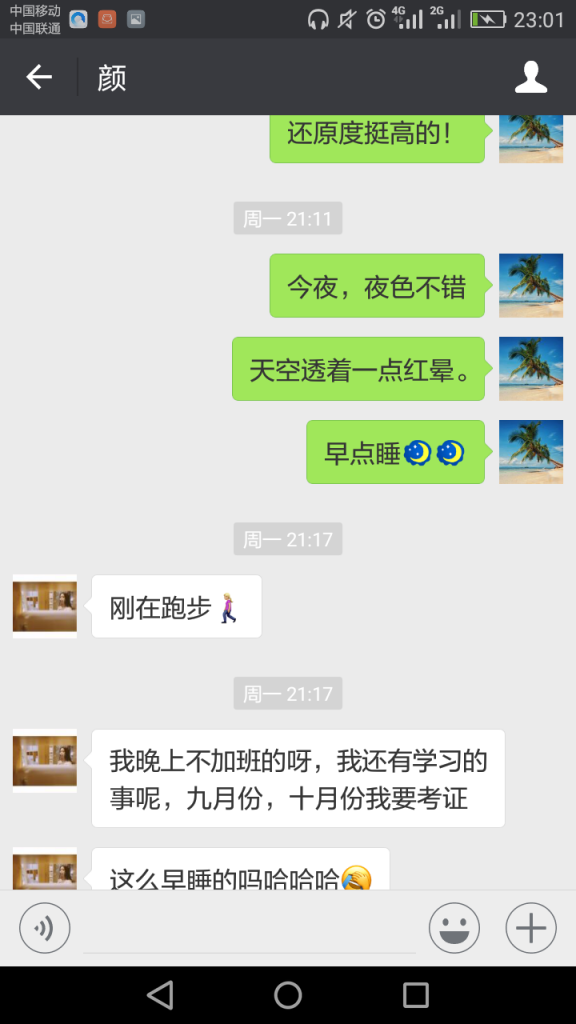 中国移动
中国联通
4G
2G
23:01
颜
还原度挺高的！
周一 21:11
今夜，夜色不错
天空透着一点红晕。
早点睡
周一 21:17
刚在跑步
周一 21:17
我晚上不加班的呀，我还有学习的
事呢，九月份，十月份我要考证
这么早睡的吗哈哈哈